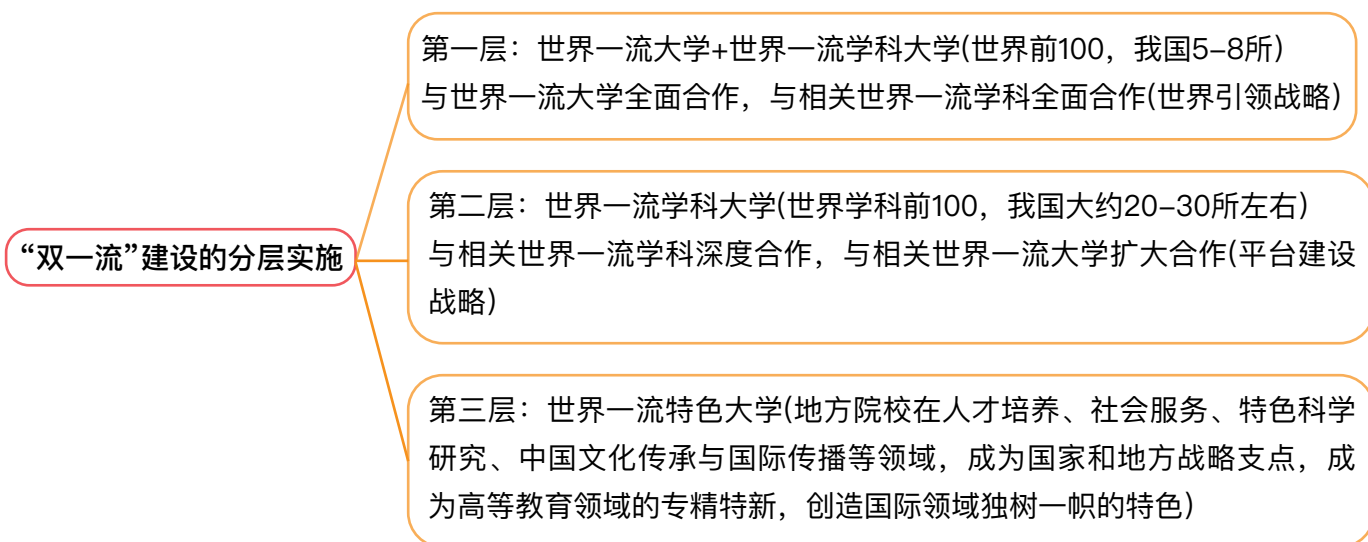 第一层：世界一流大学+世界一流学科大学(世界前100，我国5–8所)
与世界一流大学全面合作，与相关世界一流学科全面合作(世界引领战略)
第二层：世界一流学科大学(世界学科前100，我国大约20–30所左右)
“双一流”建设的分层实施
与相关世界一流学科深度合作，与相关世界一流大学扩大合作(平台建设
战略)
第三层：世界一流特色大学(地方院校在人才培养、社会服务、特色科学
研究、中国文化传承与国际传播等领域，成为国家和地方战略支点，成
为高等教育领域的专精特新，创造国际领域独树一帜的特色)